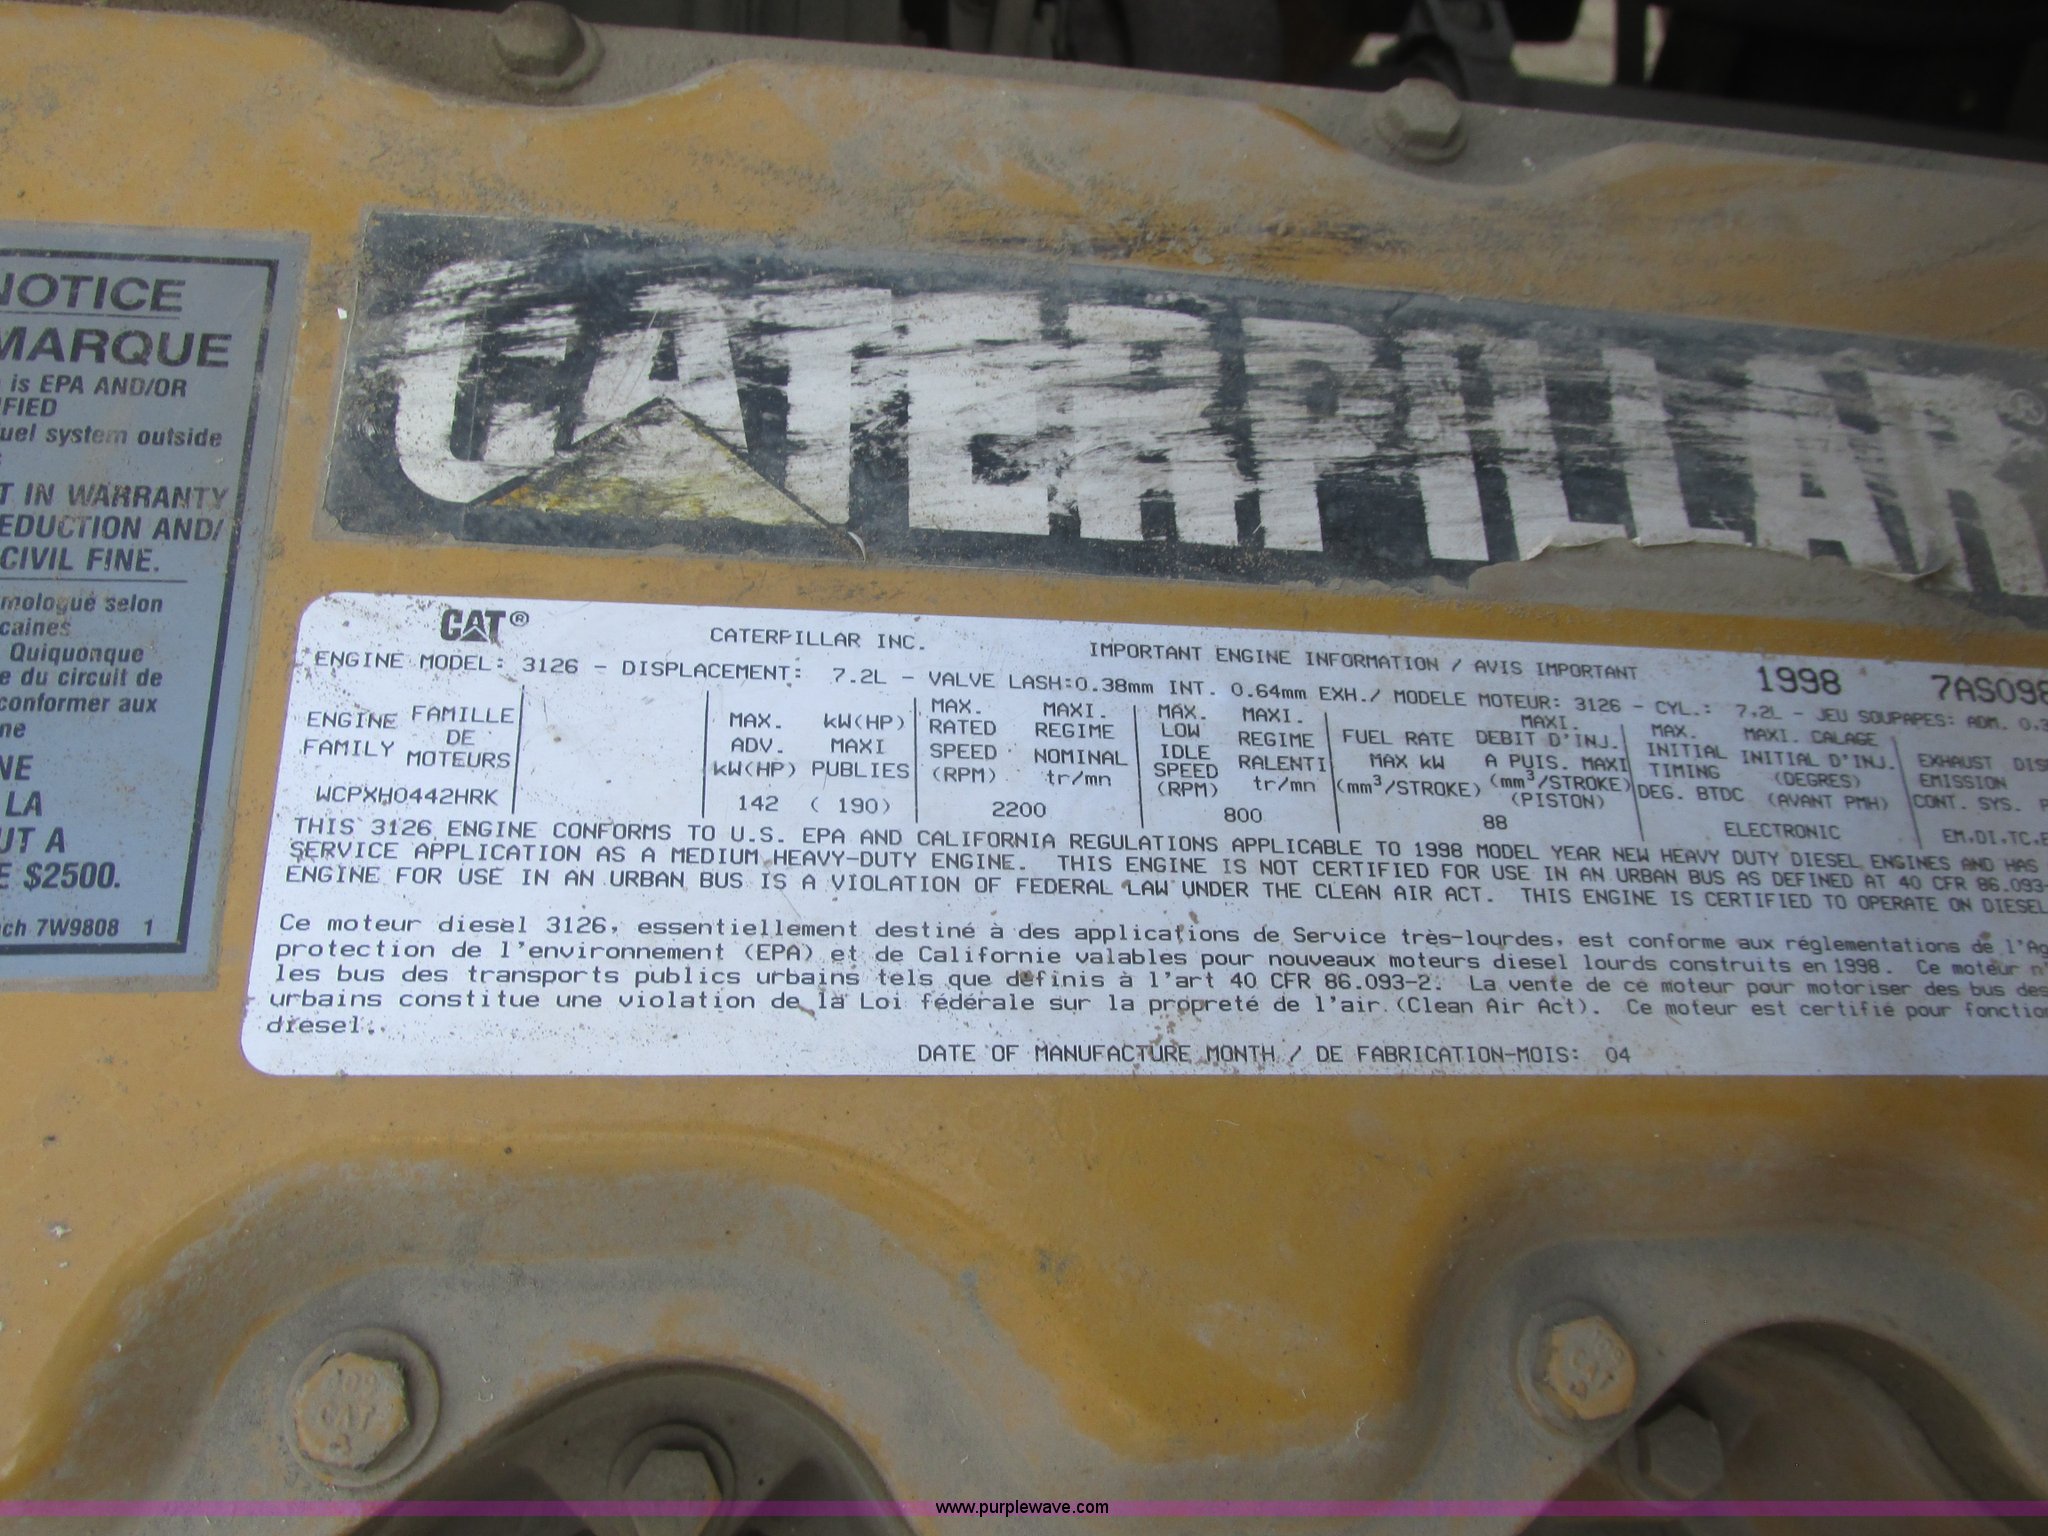 NOTICE
MARQUE
is EPA AND/OR
FIED
fuel system outside
T IN WARRANTY
EDUCTION AND/
CIVIL FINE.
mologue selon
caines
Quiquonque
e du circuit de
conformer aux
ne
NE
LA
UT A
E $2500.
ch 7W9808 1
CATERPILLAR
CAT® CATERPILLAR INC. IMPORTANT ENGINE INFORMATION / AVIS IMPORTANT 1998 7AS098
ENGINE MODEL: 3126 - DISPLACEMENT: 7.2L - VALVE LASH:0.38mm INT. 0.64mm EXH./ MODELE MOTEUR: 3126 - CYL.: 7.2L - JEU SOUPAPES: ADM. 0.3
ENGINE FAMILY
FAMILLE DE MOTEURS
WCPXH0442HRK
MAX. ADV. kW(HP)
kW(HP) MAXI PUBLIES
142 ( 190)
MAX. RATED SPEED (RPM)
MAXI. REGIME NOMINAL tr/mn
2200
MAX. LOW IDLE SPEED (RPM)
MAXI. REGIME RALENTI tr/mn
800
FUEL RATE MAX kW (mm³/STROKE)
MAXI. DEBIT D'INJ. A PUIS. MAXI (mm³/STROKE) (PISTON)
88
MAX. INITIAL TIMING DEG. BTDC
MAXI. CALAGE INITIAL D'INJ. (DEGRES) (AVANT PMH)
ELECTRONIC
EXHAUST DIS
EMISSION
CONT. SYS. P
EM,DI,TC,E
THIS 3126 ENGINE CONFORMS TO U.S. EPA AND CALIFORNIA REGULATIONS APPLICABLE TO 1998 MODEL YEAR NEW HEAVY DUTY DIESEL ENGINES AND HAS
SERVICE APPLICATION AS A MEDIUM HEAVY-DUTY ENGINE. THIS ENGINE IS NOT CERTIFIED FOR USE IN AN URBAN BUS AS DEFINED AT 40 CFR 86.093-
ENGINE FOR USE IN AN URBAN BUS IS A VIOLATION OF FEDERAL LAW UNDER THE CLEAN AIR ACT. THIS ENGINE IS CERTIFIED TO OPERATE ON DIESEL
Ce moteur diesel 3126, essentiellement destiné à des applications de Service très-lourdes, est conforme aux réglementations de l'Ag
protection de l'environnement (EPA) et de Californie valables pour nouveaux moteurs diesel lourds construits en 1998. Ce moteur n'
les bus des transports publics urbains tels que définis à l'art 40 CFR 86.093-2. La vente de ce moteur pour motoriser des bus des
urbains constitue une violation de la Loi fédérale sur la propreté de l'air (Clean Air Act). Ce moteur est certifié pour fonction
diesel.
DATE OF MANUFACTURE MONTH / DE FABRICATION-MOIS: 04
CAT
CAT
www.purplewave.com